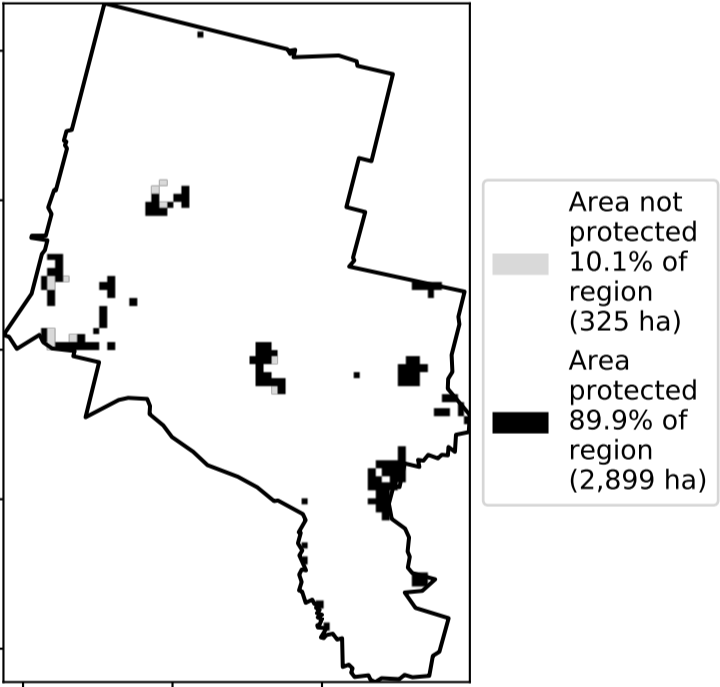 Area not
protected
10.1% of
region
(325 ha)
Area
protected
89.9% of
region
(2,899 ha)